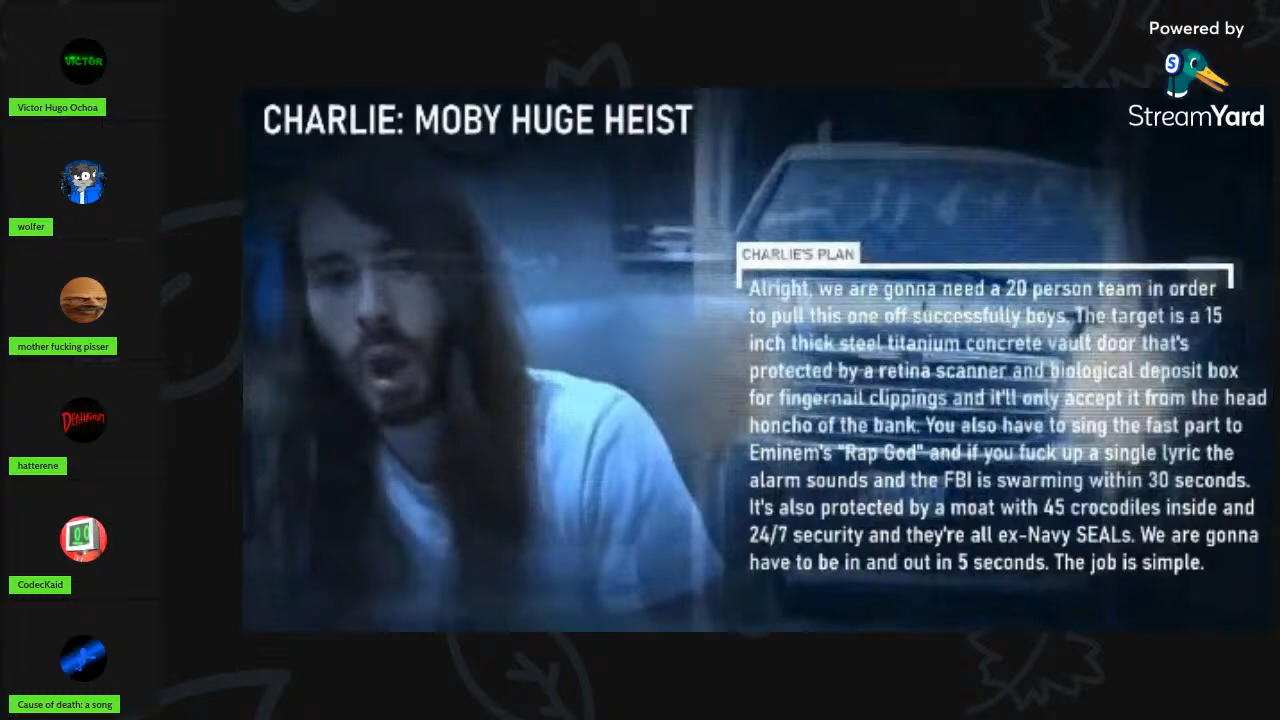 VICTOR
Victor Hugo Ochoa
wolfer
mother fucking pisser
hatterene
CodecKaid
Cause of death: a song
CHARLIE: MOBY HUGE HEIST
CHARLIE'S PLAN
Alright, we are gonna need a 20 person team in order
to pull this one off successfully boys. The target is a 15
inch thick steel titanium concrete vault door that's
protected by a retina scanner and biological deposit box
for fingernail clippings and it'll only accept it from the head
honcho of the bank. You also have to sing the fast part to
Eminem's "Rap God" and if you fuck up a single lyric the
alarm sounds and the FBI is swarming within 30 seconds.
It's also protected by a moat with 45 crocodiles inside and
24/7 security and they're all ex-Navy SEALs. We are gonna
have to be in and out in 5 seconds. The job is simple.
Powered by
S
StreamYard